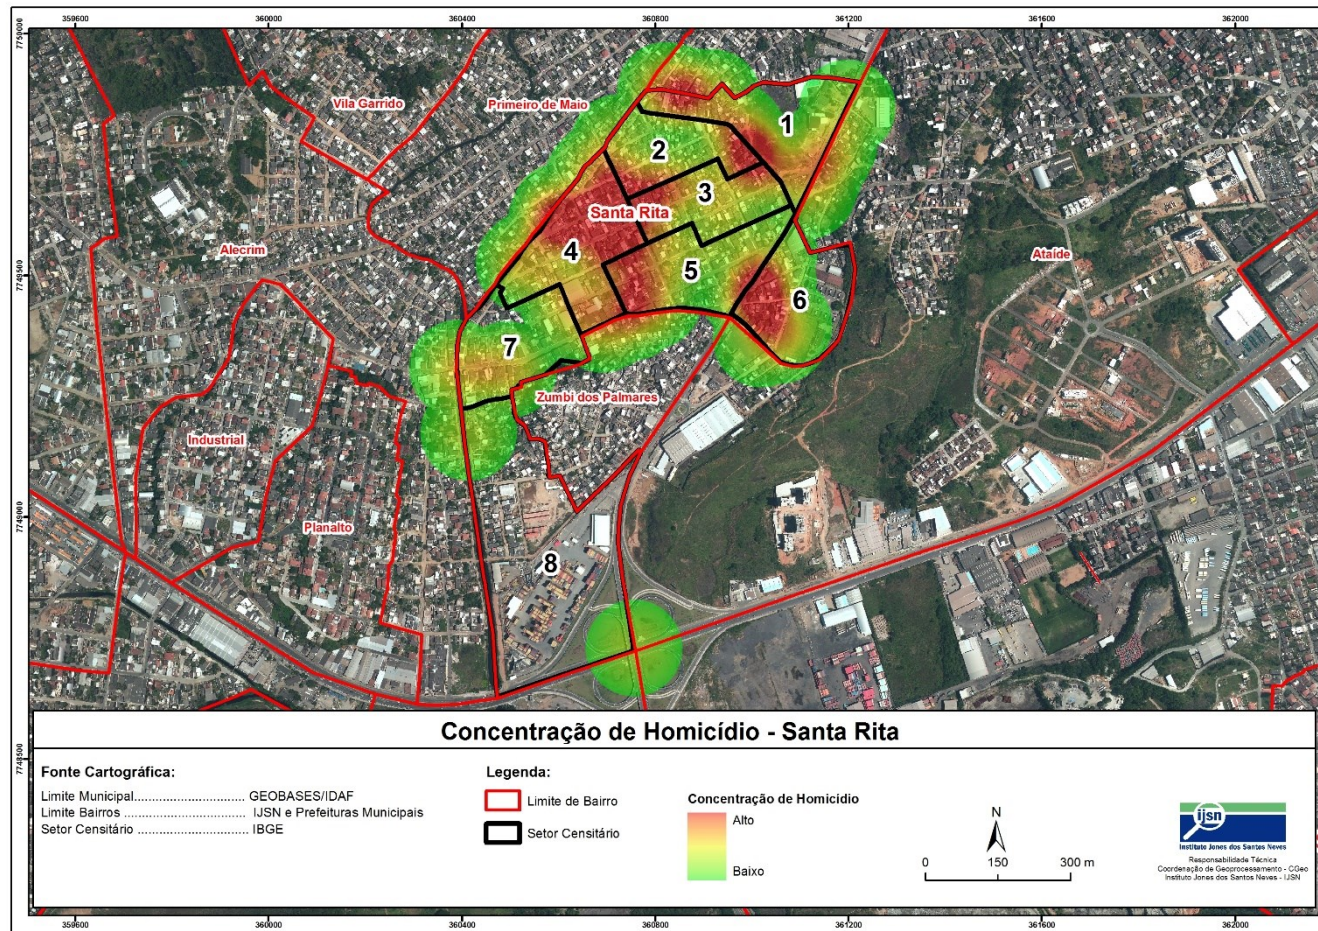 359600 360000 360400 360800 361200 361600 362000
7750000
Vila Garrido
Primeiro de Maio
1
2
3
Santa Rita
Alecrim
4
Ataíde
7749500
5
6
7
Zumbi dos Palmares
Industrial
Planalto
7749000
8
Concentração de Homicídio - Santa Rita
7748500
Fonte Cartográfica:
Limite Municipal............................ GEOBASES/IDAF
Limite Bairros ............................ IJSN e Prefeituras Municipais
Setor Censitário .......................... IBGE
Legenda:
Limite de Bairro
Setor Censitário
Concentração de Homicídio
Alto
Baixo
N
0 150 300 m
ijsn
Instituto Jones dos Santos Neves
Responsabilidade Técnica
Coordenação de Geoprocessamento - CGeo
Instituto Jones dos Santos Neves - IJSN
359600 360000 360400 360800 361200 361600 362000